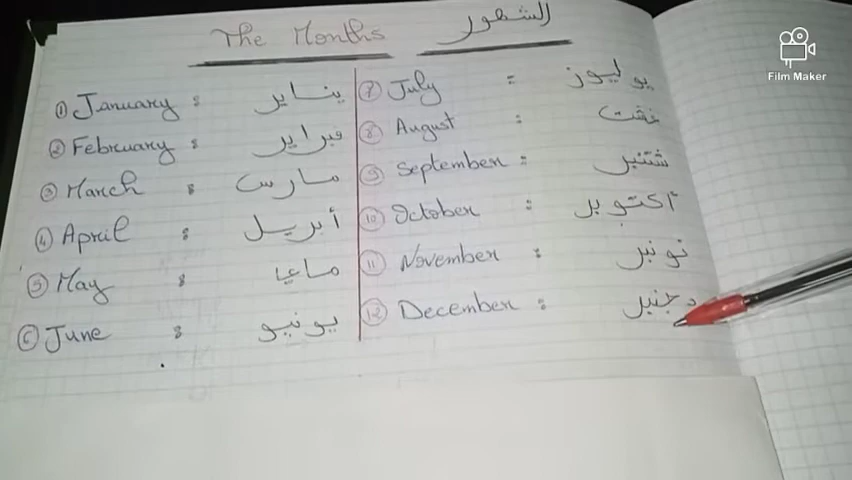 The Months الشهور
① January : يناير
② February : فبراير
③ March : مارس
④ April : أبريل
⑤ May : ماي
⑥ June : يونيو
⑦ July : يوليوز
⑧ August : غشت
⑨ September : شتنبر
⑩ October : أكتوبر
⑪ November : نونبر
⑫ December : دجنبر
Film Maker